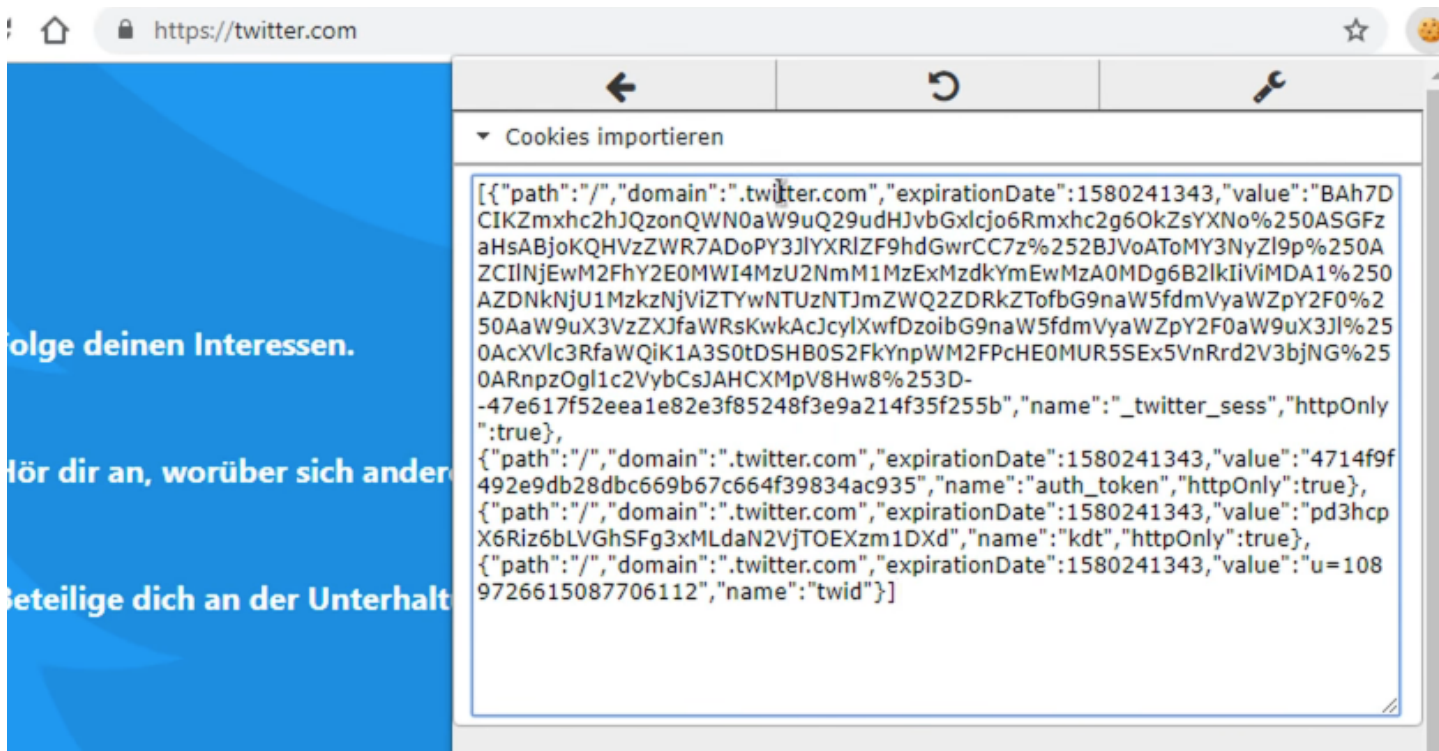 https://twitter.com
Cookies importieren
[{"path":"/","domain":".twitter.com","expirationDate":1580241343,"value":"BAh7D
CIKZmxhc2hJQzonQWN0aW9uQ29udHJvbGxlcjo6Rmxhc2g6OkZsYXNo%250ASGFz
aHsABjoKQHVzZWR7ADoPY3JlYXRlZF9hdGwrCC7z%252BJVoAToMY3NyZl9p%250A
ZCIlNjEwM2FhY2E0MWI4MzU2NmM1MzExMzdkYmEwMzA0MDg6B2lkIiViMDA1%250
AZDNkNjU1MzkzNjViZTYwNTUzNTJmZWQ2ZDRkZTofbG9naW5fdmVyaWZpY2F0%2
50AaW9uX3VzZXJfaWRsKwkAcJcylXwfDzoibG9naW5fdmVyaWZpY2F0aW9uX3Jl%25
0AcXVlc3RfaWQiK1A3S0tDSHB0S2FkYnpWM2FPcHE0MUR5SEx5VnRrd2V3bjNG%25
0ARnpzOgl1c2VybCsJAHCXMpV8Hw8%253D-
-47e617f52eea1e82e3f85248f3e9a214f35f255b","name":"_twitter_sess","httpOnly
":true},
{"path":"/","domain":".twitter.com","expirationDate":1580241343,"value":"4714f9f
492e9db28dbc669b67c664f39834ac935","name":"auth_token","httpOnly":true},
{"path":"/","domain":".twitter.com","expirationDate":1580241343,"value":"pd3hcp
X6Riz6bLVGhSFg3xMLdaN2VjTOEXzm1DXd","name":"kdt","httpOnly":true},
{"path":"/","domain":".twitter.com","expirationDate":1580241343,"value":"u=108
9726615087706112","name":"twid"}]
olge deinen Interessen.
Hör dir an, worüber sich ander
Beteilige dich an der Unterhalt